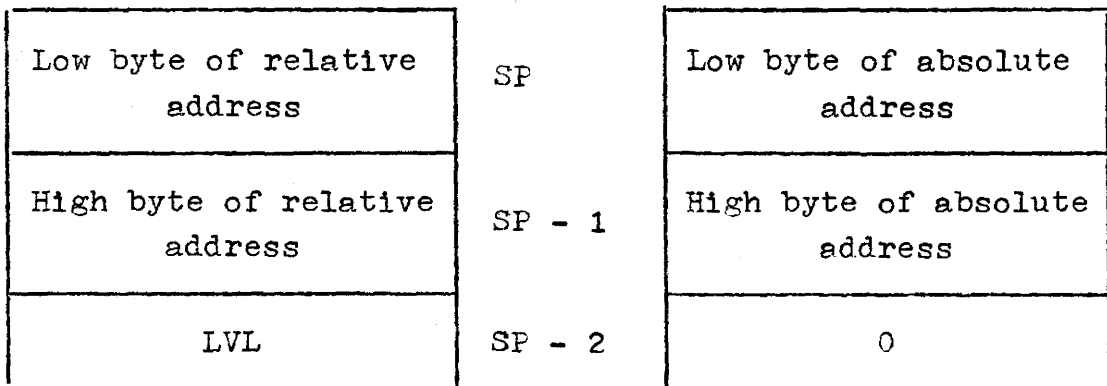 Low byte of relative address
SP
Low byte of absolute address
High byte of relative address
SP - 1
High byte of absolute address
LVL
SP - 2
0